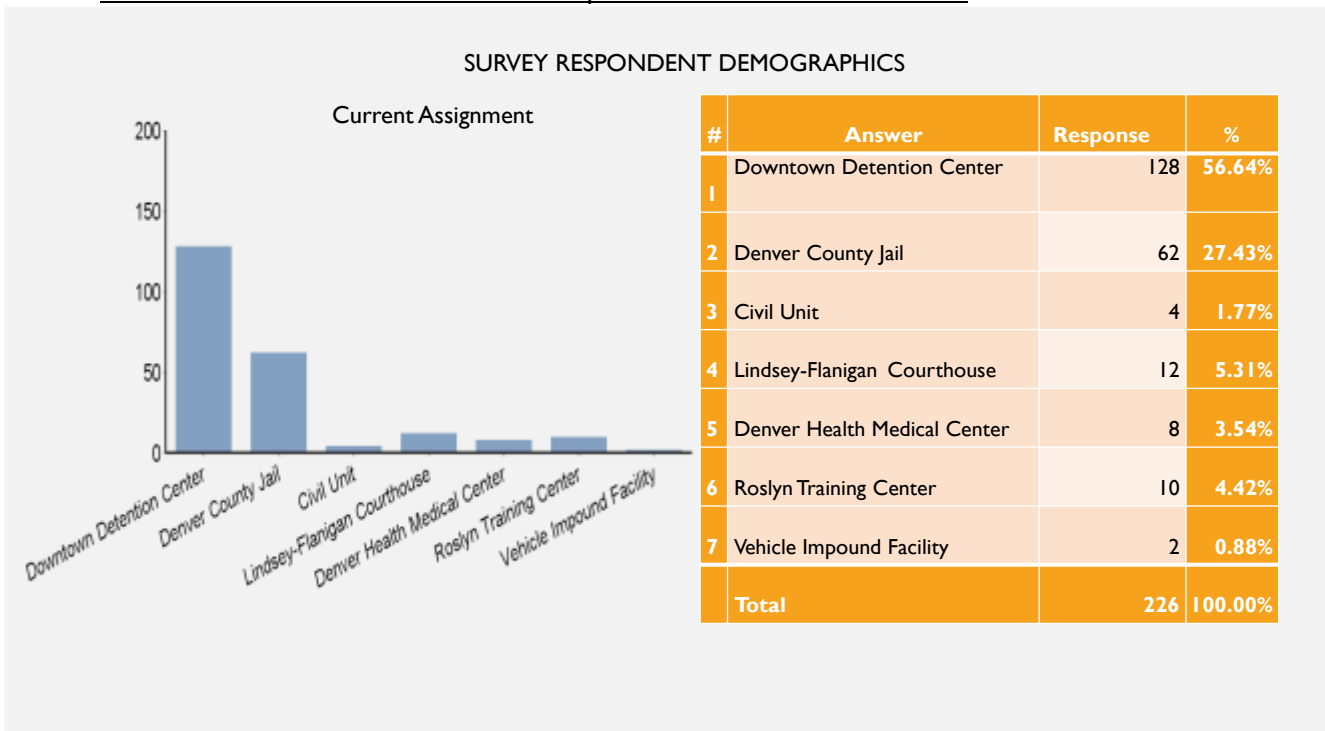 SURVEY RESPONDENT DEMOGRAPHICS
Current Assignment
200
150
100
50
0
Downtown Detention Center
Denver County Jail
Civil Unit
Lindsey-Flanigan Courthouse
Denver Health Medical Center
Roslyn Training Center
Vehicle Impound Facility
# Answer Response %
1 Downtown Detention Center 128 56.64%
2 Denver County Jail 62 27.43%
3 Civil Unit 4 1.77%
4 Lindsey-Flanigan Courthouse 12 5.31%
5 Denver Health Medical Center 8 3.54%
6 Roslyn Training Center 10 4.42%
7 Vehicle Impound Facility 2 0.88%
Total 226 100.00%